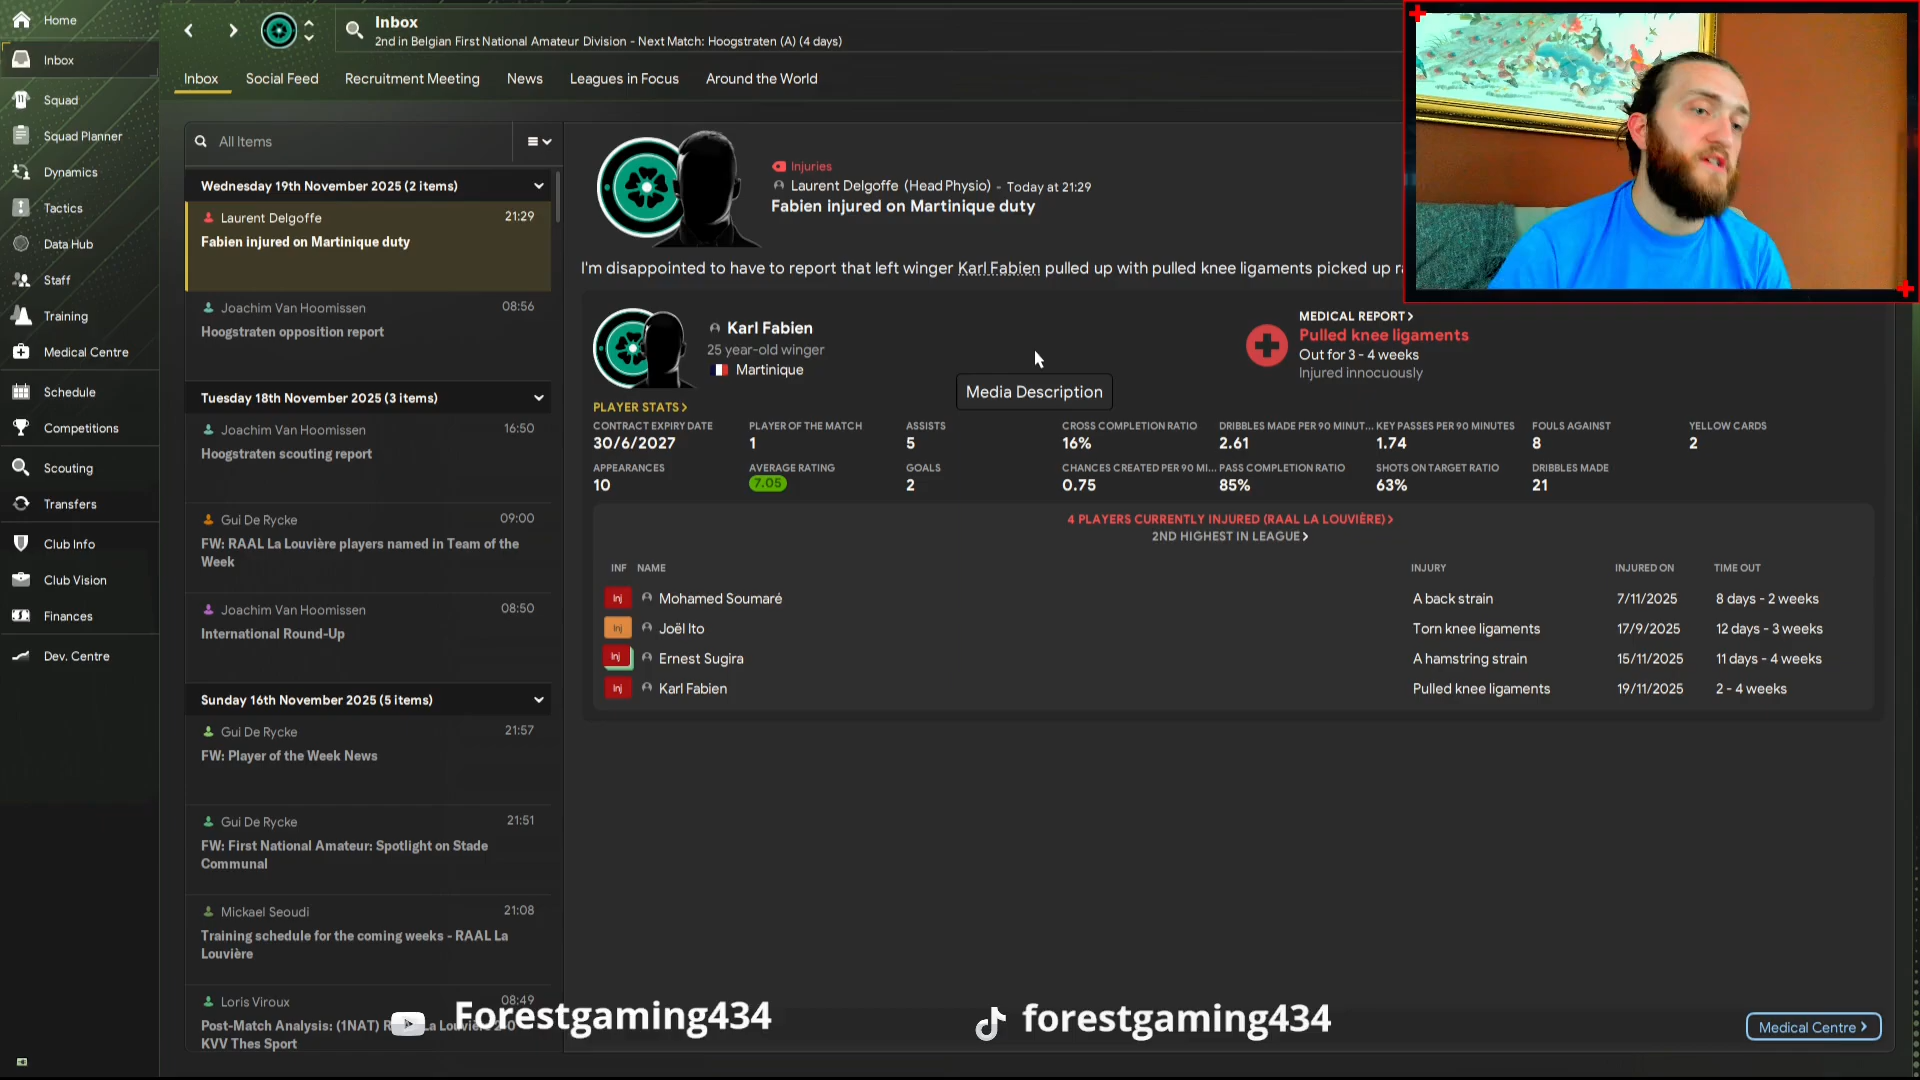 Home
Inbox
Squad
Squad Planner
Dynamics
Tactics
Data Hub
Staff
Training
Medical Centre
Schedule
Competitions
Scouting
Transfers
Club Info
Club Vision
Finances
Dev. Centre
Inbox
2nd in Belgian First National Amateur Division - Next Match: Hoogstraten (A) (4 days)
Inbox Social Feed Recruitment Meeting News Leagues in Focus Around the World
All Items
Wednesday 19th November 2025 (2 items)
Laurent Delgoffe 21:29
Fabien injured on Martinique duty
Joachim Van Hoomissen 08:56
Hoogstraten opposition report
Tuesday 18th November 2025 (3 items)
Joachim Van Hoomissen 16:50
Hoogstraten scouting report
Gui De Rycke 09:00
FW: RAAL La Louvière players named in Team of the
Week
Joachim Van Hoomissen 08:50
International Round-Up
Sunday 16th November 2025 (5 items)
Gui De Rycke 21:57
FW: Player of the Week News
Gui De Rycke 21:51
FW: First National Amateur: Spotlight on Stade
Communal
Mickael Seoudi 21:08
Training schedule for the coming weeks - RAAL La
Louvière
Loris Viroux 08:49
Post-Match Analysis: (1NAT)
KVV Thes Sport
Injuries
Laurent Delgoffe (Head Physio) - Today at 21:29
Fabien injured on Martinique duty
I'm disappointed to have to report that left winger Karl Fabien pulled up with pulled knee ligaments picked up
Karl Fabien
25 year-old winger
Martinique
Media Description
MEDICAL REPORT >
Pulled knee ligaments
Out for 3 - 4 weeks
Injured innocuously
PLAYER STATS >
CONTRACT EXPIRY DATE PLAYER OF THE MATCH ASSISTS CROSS COMPLETION RATIO DRIBBLES MADE PER 90 MINUT... KEY PASSES PER 90 MINUTES FOULS AGAINST YELLOW CARDS
30/6/2027 1 5 16% 2.61 1.74 8 2
APPEARANCES AVERAGE RATING GOALS CHANCES CREATED PER 90 MI... PASS COMPLETION RATIO SHOTS ON TARGET RATIO DRIBBLES MADE
10 7.05 2 0.75 85% 63% 21
4 PLAYERS CURRENTLY INJURED (RAAL LA LOUVIÈRE) >
2ND HIGHEST IN LEAGUE >
INF NAME INJURY INJURED ON TIME OUT
Inj Mohamed Soumaré A back strain 7/11/2025 8 days - 2 weeks
Inj Joël Ito Torn knee ligaments 17/9/2025 12 days - 3 weeks
Inj Ernest Sugira A hamstring strain 15/11/2025 11 days - 4 weeks
Inj Karl Fabien Pulled knee ligaments 19/11/2025 2 - 4 weeks
Forestgaming434
forestgaming434
Medical Centre >